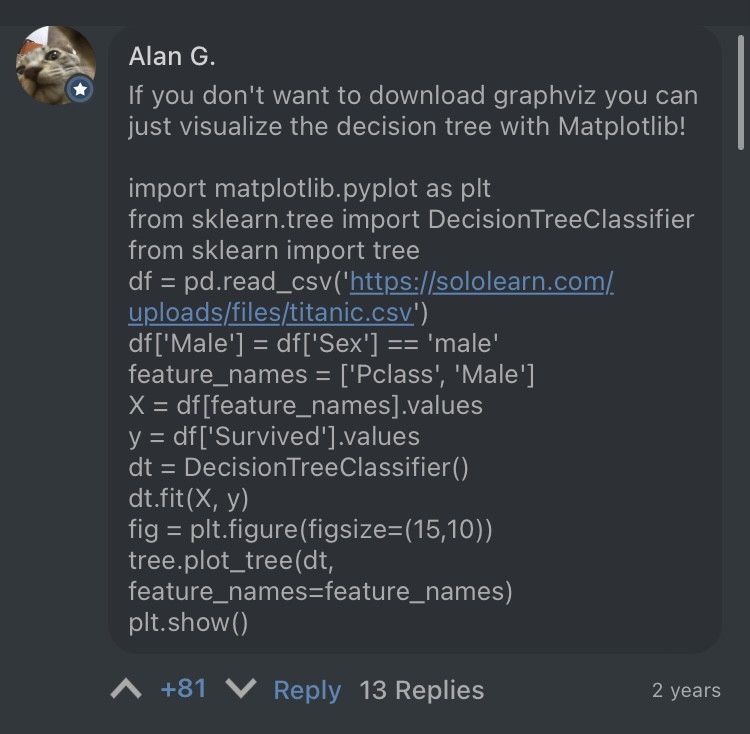 Alan G.
If you don't want to download graphviz you can
just visualize the decision tree with Matplotlib!
import matplotlib.pyplot as plt
from sklearn.tree import DecisionTreeClassifier
from sklearn import tree
df = pd.read_csv('https://sololearn.com/
uploads/files/titanic.csv')
df['Male'] = df['Sex'] == 'male'
feature_names = ['Pclass', 'Male']
X = df[feature_names].values
y = df['Survived'].values
dt = DecisionTreeClassifier()
dt.fit(X, y)
fig = plt.figure(figsize=(15,10))
tree.plot_tree(dt,
feature_names=feature_names)
plt.show()
+81 Reply 13 Replies 2 years